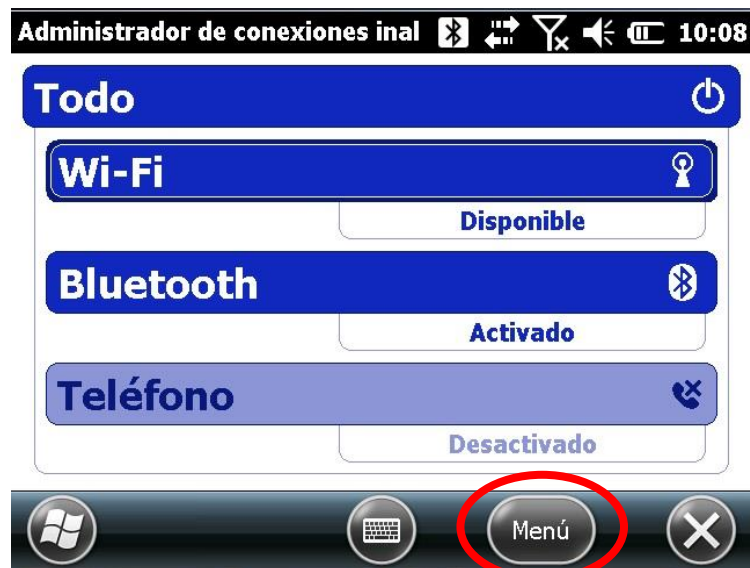 Administrador de conexiones inal 10:08
Todo
Wi-Fi
Disponible
Bluetooth
Activado
Teléfono
Desactivado
Menú